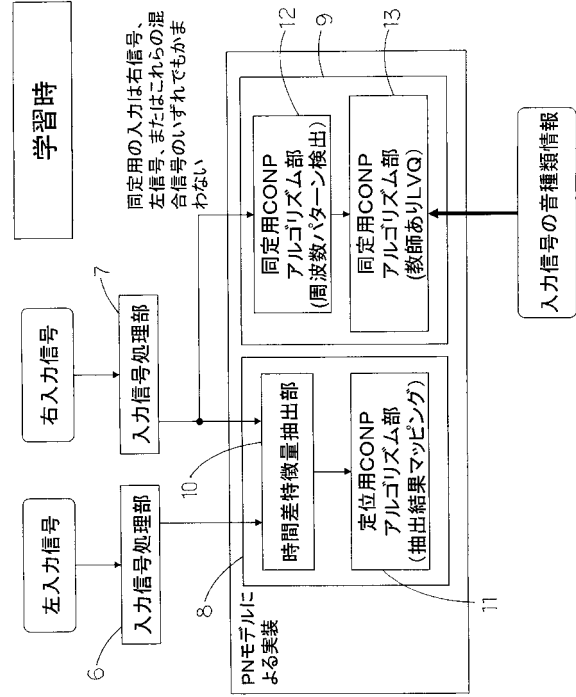 学習時
左入力信号
右入力信号
入力信号処理部
6
入力信号処理部
7
同定用の入力は右信号、
左信号、またはこれらの混
合信号のいずれでもかま
わない
PNモデルに
よる実装
8
時間差特徴量抽出部
10
定位用CONP
アルゴリズム部
(抽出結果マッピング)
11
同定用CONP
アルゴリズム部
(周波数パターン検出)
12
9
同定用CONP
アルゴリズム部
(教師ありLVQ)
13
入力信号の音種類情報